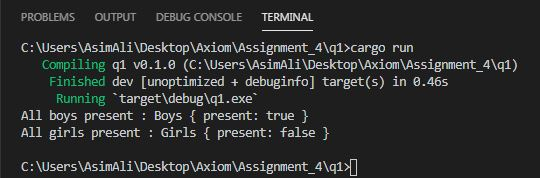 PROBLEMS OUTPUT DEBUG CONSOLE TERMINAL
C:\Users\AsimAli\Desktop\Axiom\Assignment_4\q1>cargo run
Compiling q1 v0.1.0 (C:\Users\AsimAli\Desktop\Axiom\Assignment_4\q1)
Finished dev [unoptimized + debuginfo] target(s) in 0.46s
Running `target\debug\q1.exe`
All boys present : Boys { present: true }
All girls present : Girls { present: false }
C:\Users\AsimAli\Desktop\Axiom\Assignment_4\q1>